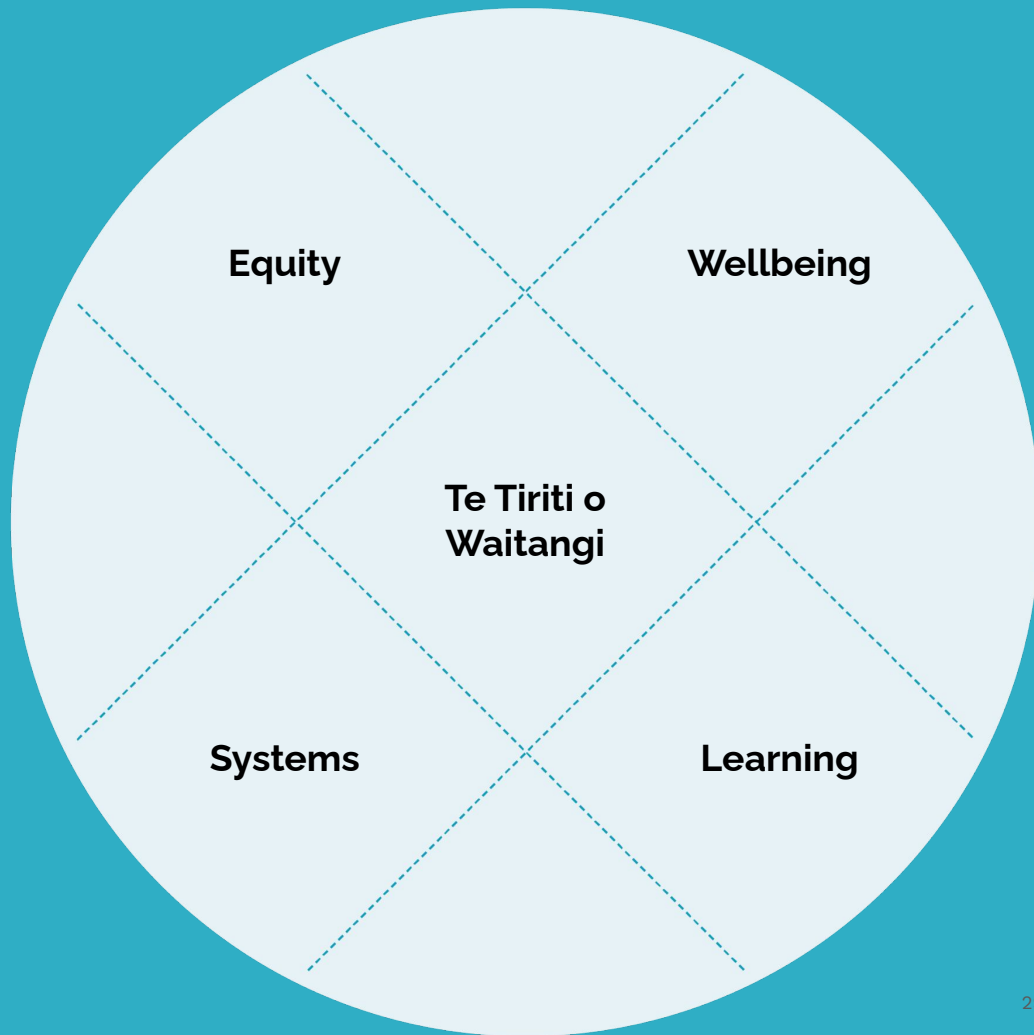 Equity
Wellbeing
Te Tiriti o
Waitangi
Systems
Learning
2